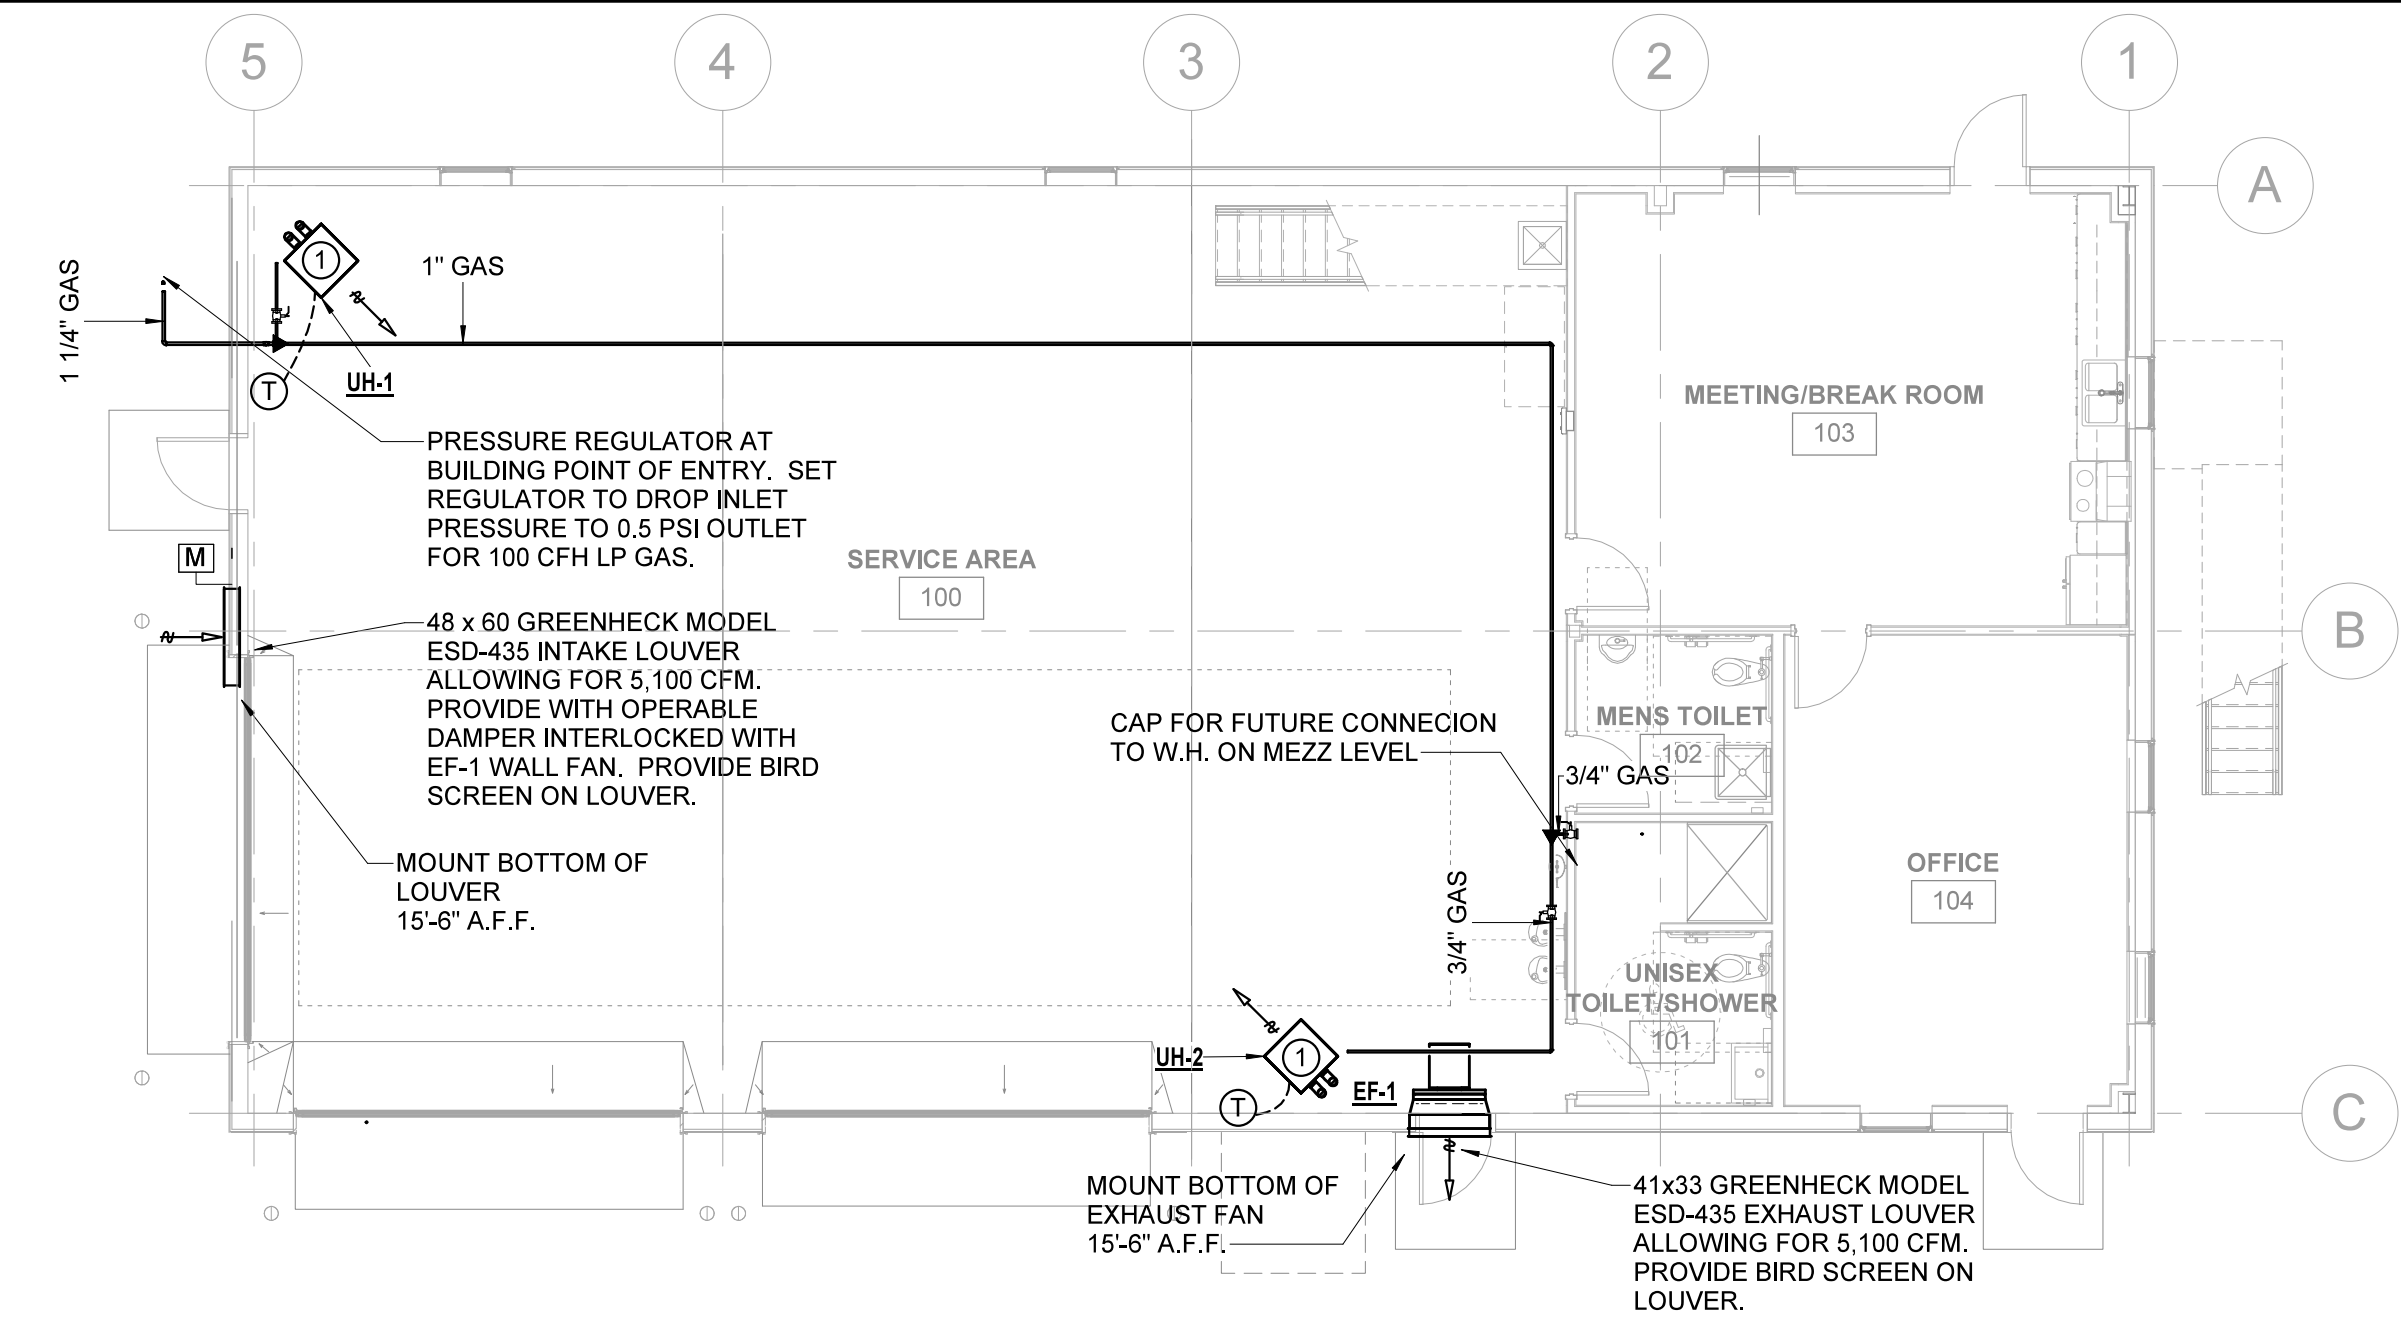 5
4
3
2
1
A
B
C
1 1/4" GAS
1
1" GAS
UH-1
T
PRESSURE REGULATOR AT
BUILDING POINT OF ENTRY.  SET
REGULATOR TO DROP INLET
PRESSURE TO 0.5 PSI OUTLET
FOR 100 CFH LP GAS.
M
SERVICE AREA
100
48 x 60 GREENHECK MODEL
ESD-435 INTAKE LOUVER
ALLOWING FOR 5,100 CFM.
PROVIDE WITH OPERABLE
DAMPER INTERLOCKED WITH
EF-1 WALL FAN.  PROVIDE BIRD
SCREEN ON LOUVER.
MOUNT BOTTOM OF
LOUVER
15'-6" A.F.F.
MEETING/BREAK ROOM
103
CAP FOR FUTURE CONNECION
TO W.H. ON MEZZ LEVEL
MENS TOILET
102
3/4" GAS
3/4" GAS
OFFICE
104
UNISEX
TOILET/SHOWER
101
UH-2
1
T
EF-1
MOUNT BOTTOM OF
EXHAUST FAN
15'-6" A.F.F.
41x33 GREENHECK MODEL
ESD-435 EXHAUST LOUVER
ALLOWING FOR 5,100 CFM.
PROVIDE BIRD SCREEN ON
LOUVER.